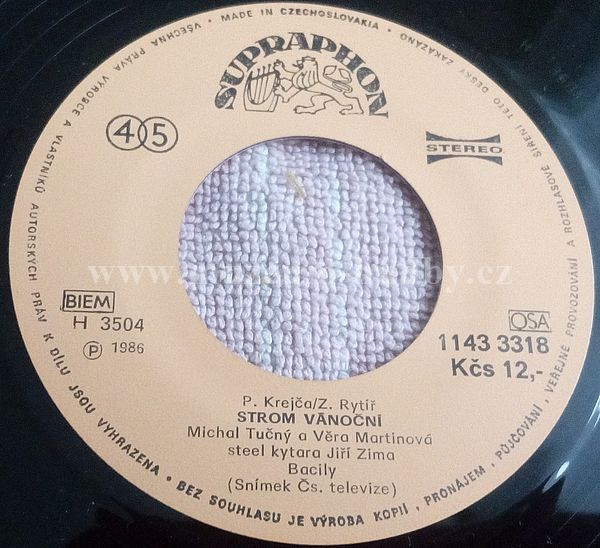 VŠECHNA PRÁVA VÝROBCE A VLASTNÍKŮ AUTORSKÝCH PRÁV K DÍLU JSOU VYHRAZENA • BEZ SOUHLASU JE VÝROBA KOPIÍ, PRONÁJEM, PŮJČOVÁNÍ, VEŘEJNÉ PROVOZOVÁNÍ A ROZHLASOVÉ ŠÍŘENÍ TÉTO DESKY ZAKÁZÁNO • MADE IN CZECHOSLOVAKIA •
SUPRAPHON
45
STEREO
BIEM
H 3504
Ⓟ 1986
OSA
1143 3318
Kčs 12,-
P. Krejča/Z. Rytíř
STROM VÁNOČNÍ
Michal Tučný a Věra Martinová
steel kytara Jiří Zima
Bacily
(Snímek Čs. televize)